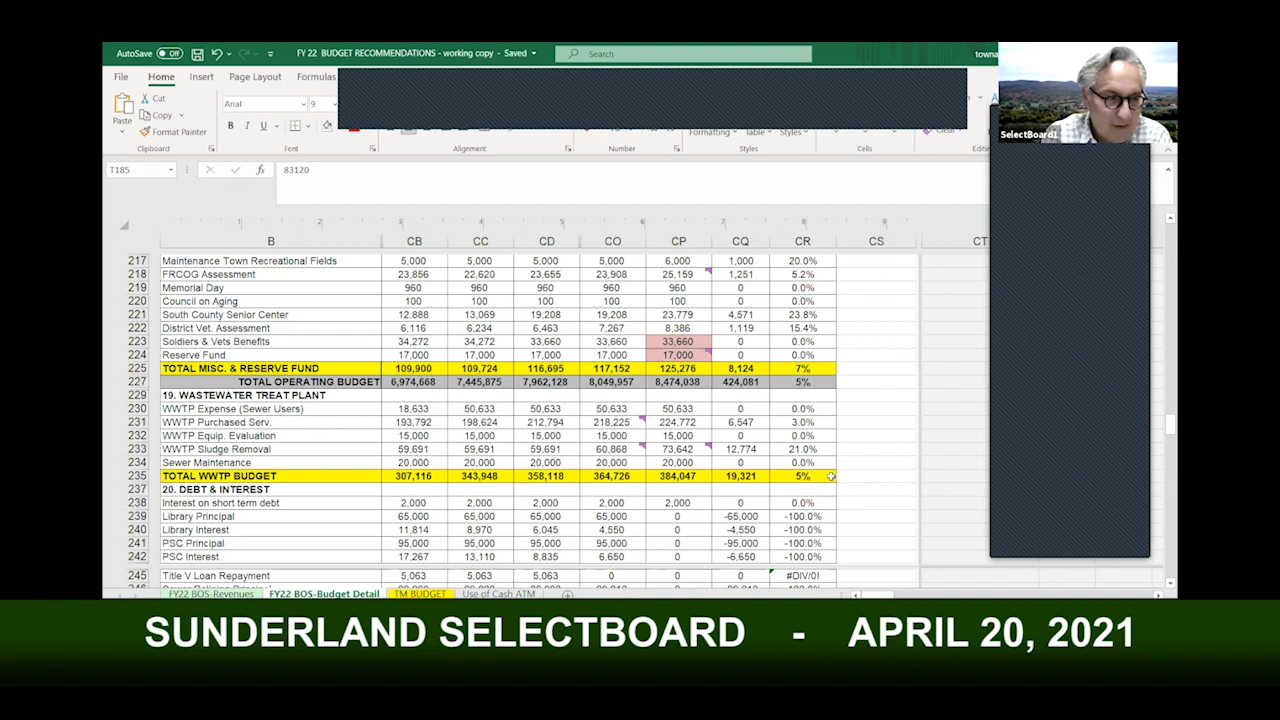 AutoSave Off FY 22 BUDGET RECOMMENDATIONS - working copy - Saved Search towna
File Home Insert Page Layout Formulas
Paste Cut Copy Format Painter
Arial 9
B I U
Formatting Table Styles Clear
Clipboard Font Alignment Number Styles Cells Editin
SelectBoard1
T185 fx 83120
1 2 3 4 5 6 7 8 9
B CB CC CD CO CP CQ CR CS CT
217 Maintenance Town Recreational Fields 5,000 5,000 5,000 5,000 6,000 1,000 20.0%
218 FRCOG Assessment 23,856 22,620 23,655 23,908 25,159 1,251 5.2%
219 Memorial Day 960 960 960 960 960 0 0.0%
220 Council on Aging 100 100 100 100 100 0 0.0%
221 South County Senior Center 12,888 13,069 19,208 19,208 23,779 4,571 23.8%
222 District Vet. Assessment 6,116 6,234 6,463 7,267 8,386 1,119 15.4%
223 Soldiers & Vets Benefits 34,272 34,272 33,660 33,660 33,660 0 0.0%
224 Reserve Fund 17,000 17,000 17,000 17,000 17,000 0 0.0%
225 TOTAL MISC. & RESERVE FUND 109,900 109,724 116,695 117,152 125,276 8,124 7%
227 TOTAL OPERATING BUDGET 6,974,668 7,445,875 7,962,128 8,049,957 8,474,038 424,081 5%
229 19. WASTEWATER TREAT PLANT
230 WWTP Expense (Sewer Users) 18,633 50,633 50,633 50,633 50,633 0 0.0%
231 WWTP Purchased Serv. 193,792 198,624 212,794 218,225 224,772 6,547 3.0%
232 WWTP Equip. Evaluation 15,000 15,000 15,000 15,000 15,000 0 0.0%
233 WWTP Sludge Removal 59,691 59,691 59,691 60,868 73,642 12,774 21.0%
234 Sewer Maintenance 20,000 20,000 20,000 20,000 20,000 0 0.0%
235 TOTAL WWTP BUDGET 307,116 343,948 358,118 364,726 384,047 19,321 5%
237 20. DEBT & INTEREST
238 Interest on short term debt 2,000 2,000 2,000 2,000 2,000 0 0.0%
239 Library Principal 65,000 65,000 65,000 65,000 0 -65,000 -100.0%
240 Library Interest 11,814 8,970 6,045 4,550 0 -4,550 -100.0%
241 PSC Principal 95,000 95,000 95,000 95,000 0 -95,000 -100.0%
242 PSC Interest 17,267 13,110 8,835 6,650 0 -6,650 -100.0%
245 Title V Loan Repayment 5,063 5,063 5,063 0 0 0 #DIV/0!
FY22 BOS-Revenues FY22 BOS-Budget Detail TM BUDGET Use of Cash ATM
SUNDERLAND SELECTBOARD - APRIL 20, 2021